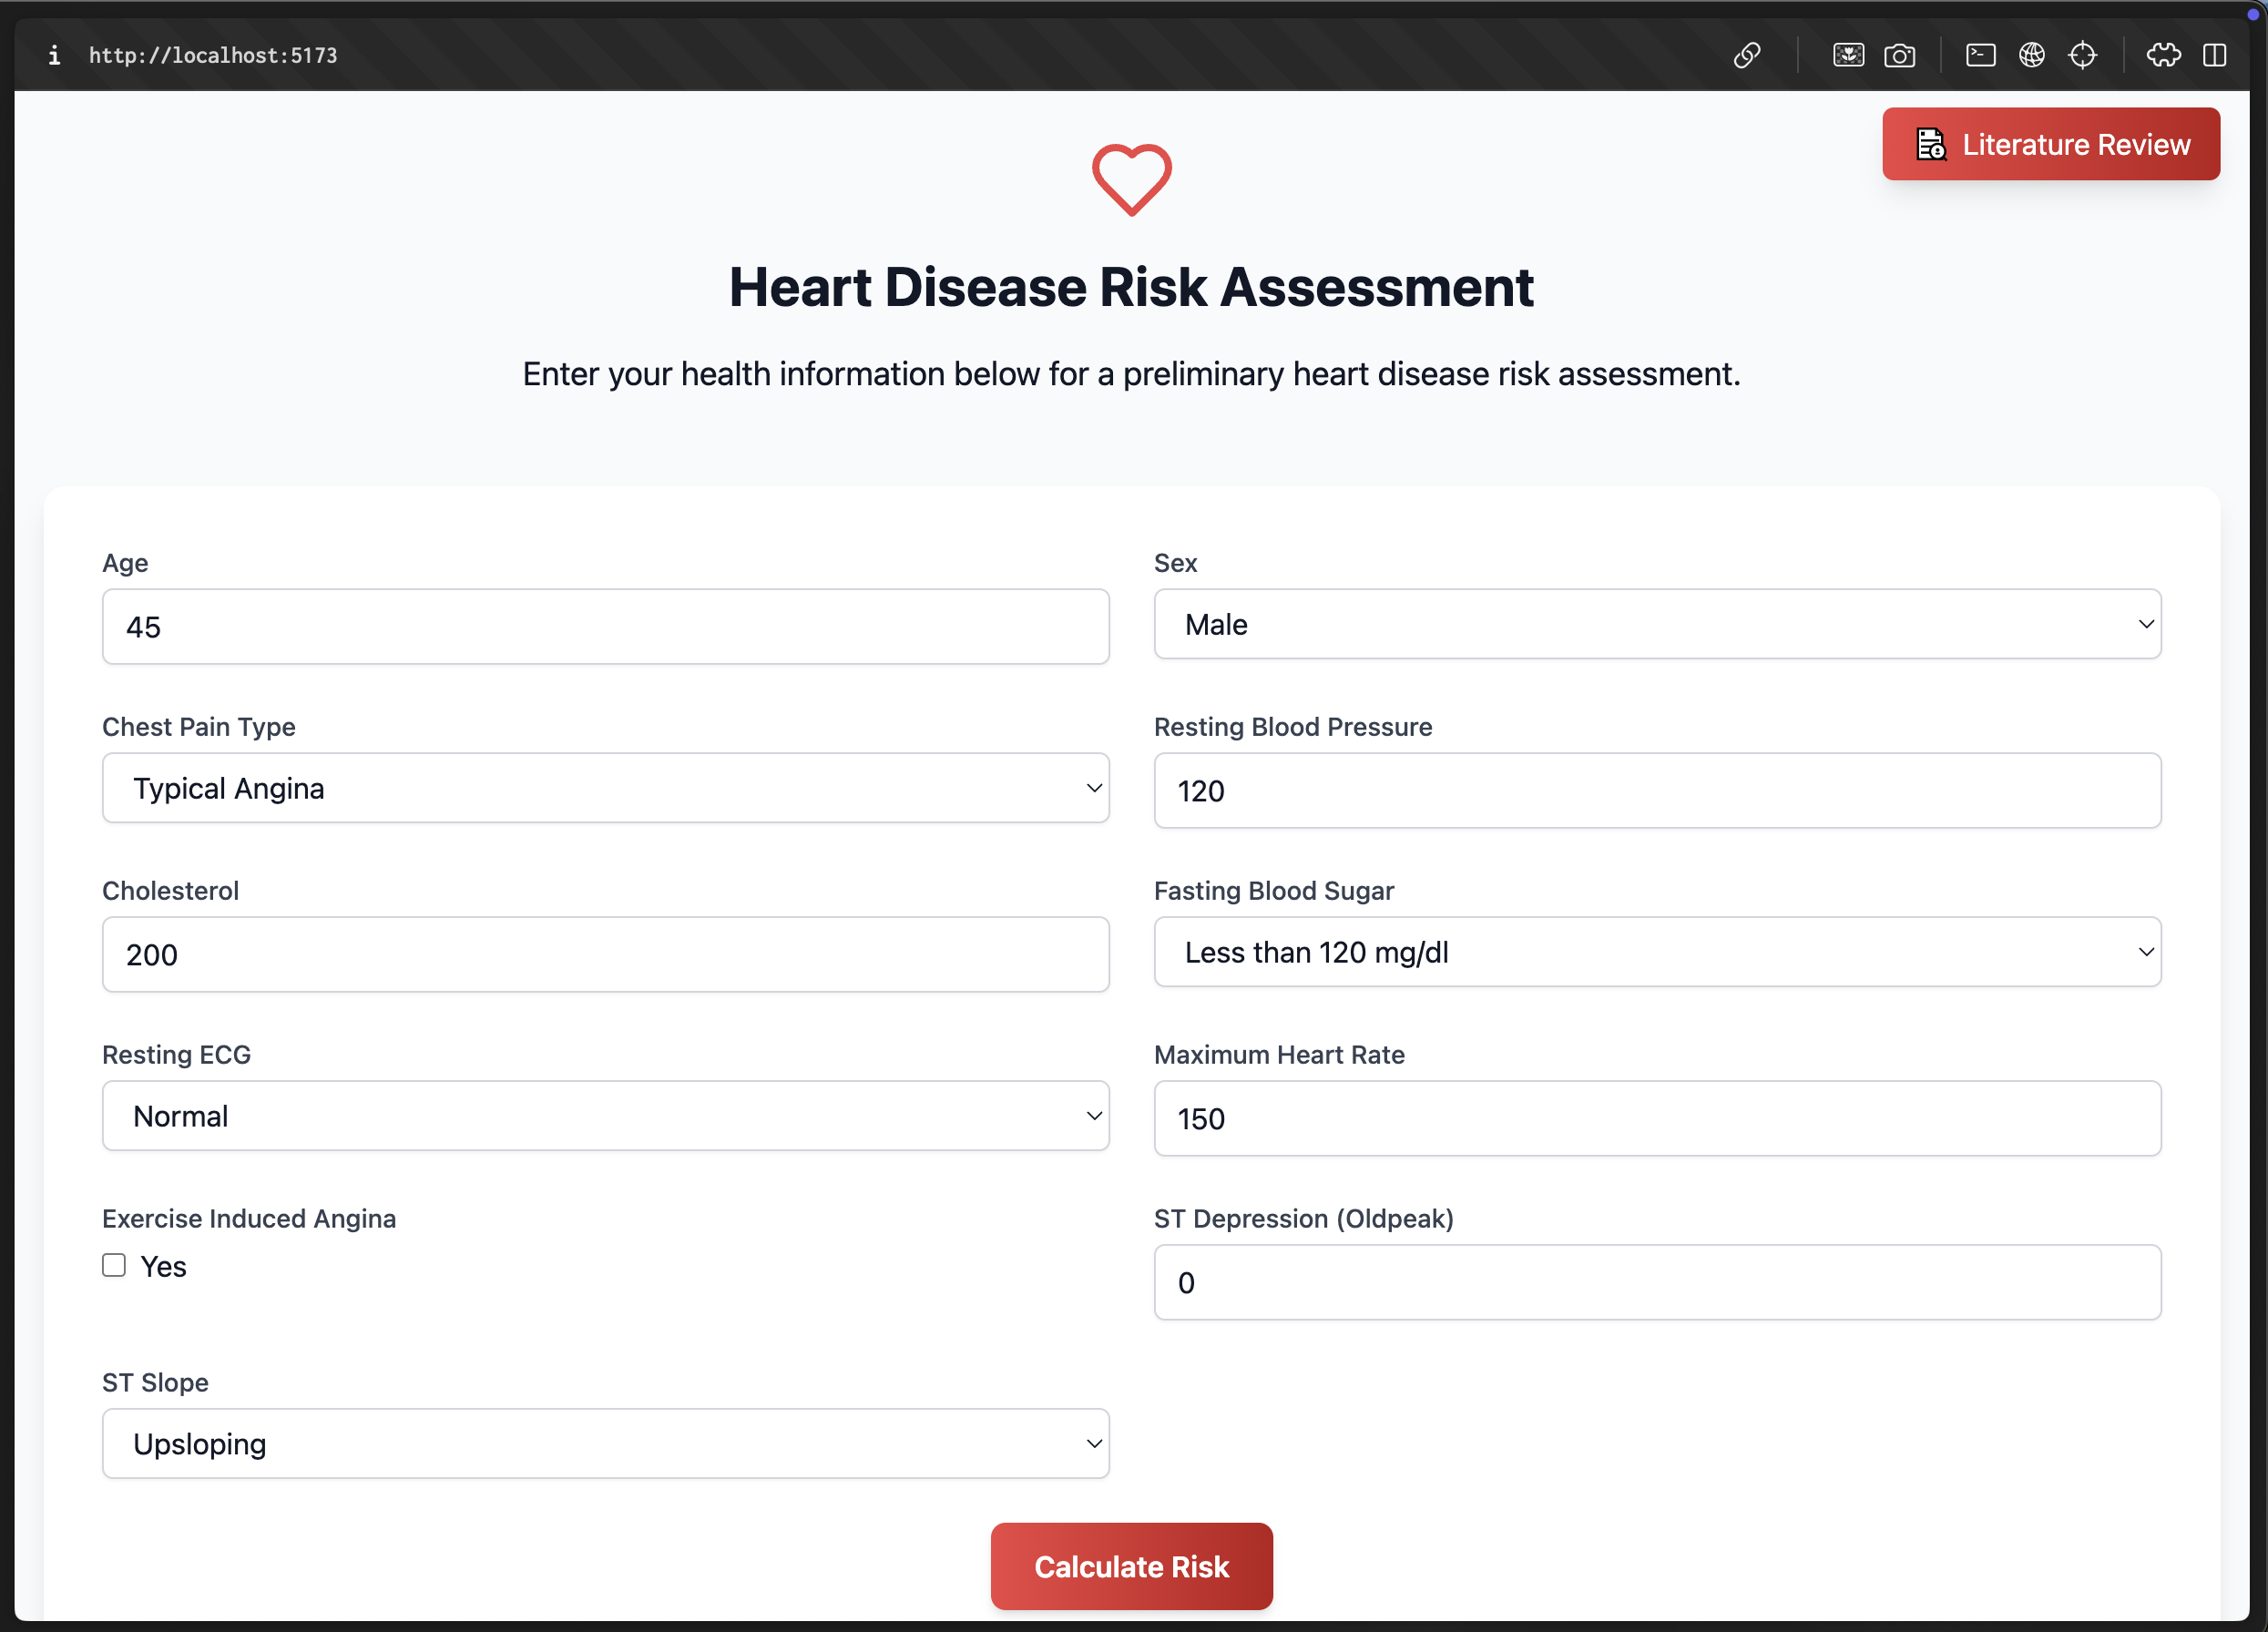 http://localhost:5173
Literature Review
Heart Disease Risk Assessment
Enter your health information below for a preliminary heart disease risk assessment.
Age
45
Sex
Male
Chest Pain Type
Typical Angina
Resting Blood Pressure
120
Cholesterol
200
Fasting Blood Sugar
Less than 120 mg/dl
Resting ECG
Normal
Maximum Heart Rate
150
Exercise Induced Angina
Yes
ST Depression (Oldpeak)
0
ST Slope
Upsloping
Calculate Risk